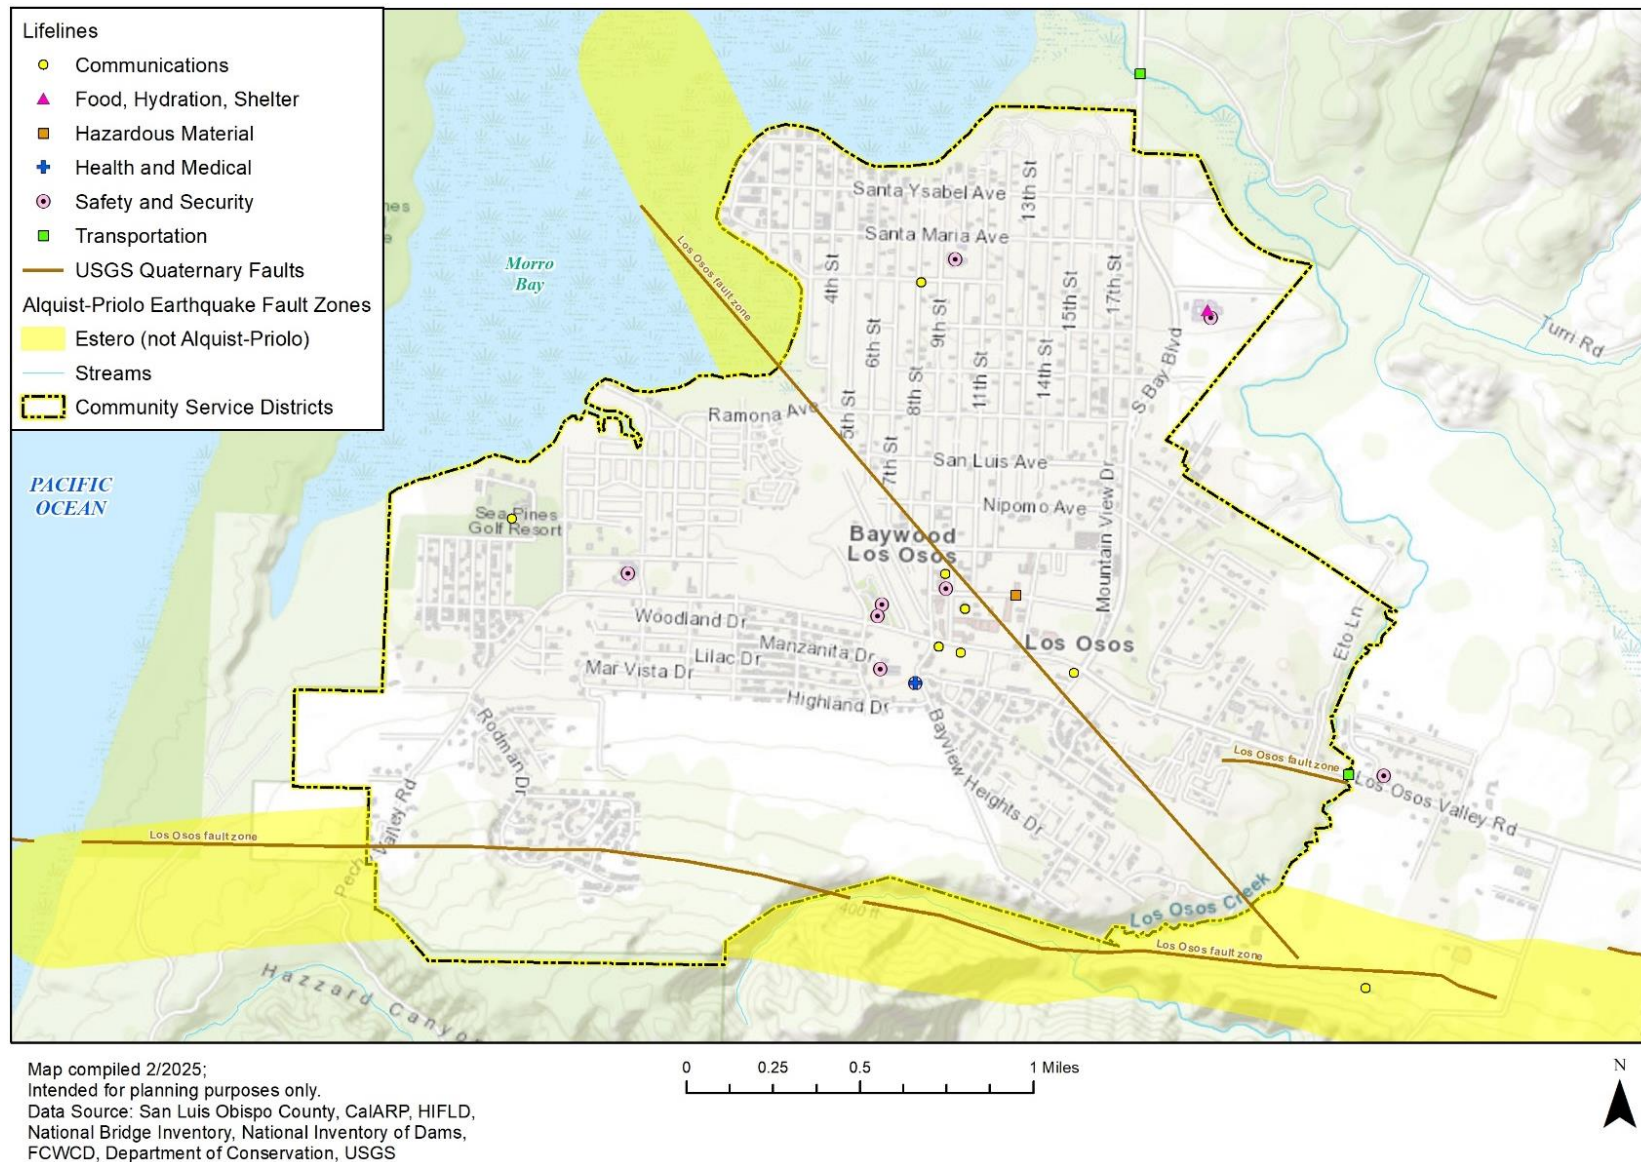 Lifelines
Communications
Food, Hydration, Shelter
Hazardous Material
Health and Medical
Safety and Security
Transportation
USGS Quaternary Faults
Alquist-Priolo Earthquake Fault Zones
Estero (not Alquist-Priolo)
Streams
Community Service Districts
Morro
Bay
PACIFIC
OCEAN
Los Osos fault zone
Santa Ysabel Ave
13th St
Santa Maria Ave
4th St
17th St
15th St
9th St
6th St
14th St
11th St
8th St
S Bay Blvd
Turri Rd
Ramona Ave
5th St
7th St
San Luis Ave
Mountain View Dr
Nipomo Ave
Sea Pines
Golf Resort
Baywood
Los Osos
Woodland Dr
Manzanita Dr
Los Osos
Eto Ln
Lilac Dr
Mar Vista Dr
Highland Dr
Rodman Dr
Bayview Heights Dr
Los Osos fault zone
Los Osos Valley Rd
Los Osos fault zone
Valley Rd
400 ft
Los Osos Creek
Los Osos fault zone
Hazzard
Map compiled 2/2025;
Intended for planning purposes only.
Data Source: San Luis Obispo County, CalARP, HIFLD,
National Bridge Inventory, National Inventory of Dams,
FCWCD, Department of Conservation, USGS
0 0.25 0.5 1 Miles
N